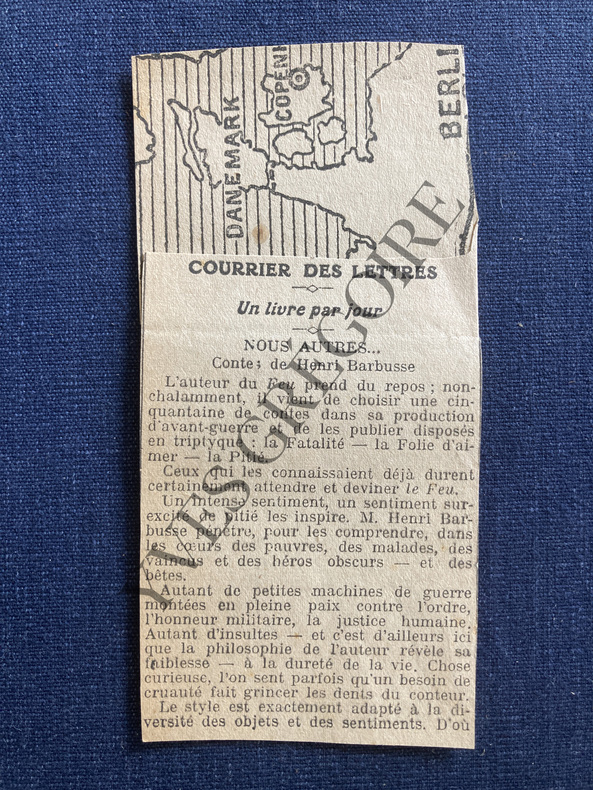 COPENH
BERLI
DANEMARK
COURRIER DES LETTRES
Un livre par jour
NOUS AUTRES...
Contes de Henri Barbusse
L'auteur du Feu prend du repos ; non-
chalamment, il vient de choisir une cin-
quantaine de contes dans sa production
d'avant-guerre et de les publier disposés
en triptyque : la Fatalité — la Folie d'ai-
mer — la Pitié.
Ceux qui les connaissaient déjà durent
certainement attendre et deviner le Feu.
Un intense sentiment, un sentiment sur-
excité de pitié les inspire. M. Henri Bar-
busse pénètre, pour les comprendre, dans
les cœurs des pauvres, des malades, des
vaincus et des héros obscurs — et des
bêtes.
Autant de petites machines de guerre
montées en pleine paix contre l'ordre,
l'honneur militaire, la justice humaine.
Autant d'insultes — et c'est d'ailleurs ici
que la philosophie de l'auteur révèle sa
faiblesse — à la dureté de la vie. Chose
curieuse, l'on sent parfois qu'un besoin de
cruauté fait grincer les dents du conteur.
Le style est exactement adapté à la di-
versité des objets et des sentiments. D'où
YVES GREGOIRE